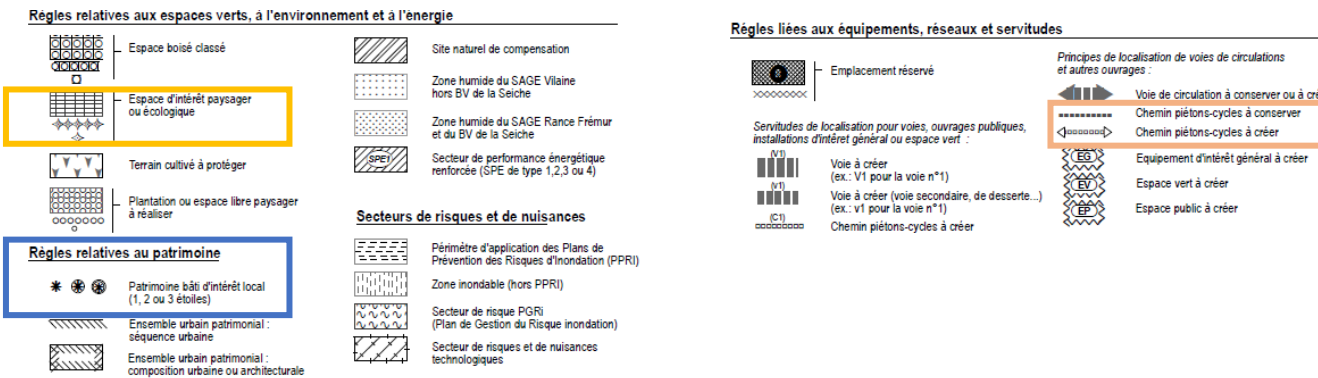 Règles relatives aux espaces verts, à l'environnement et à l'ènergie
Espace boisé classé
Espace d'intérêt paysager
ou écologique
Terrain cultivé à protéger
Plantation ou espace libre paysager
à réaliser
Règles relatives au patrimoine
Patrimoine bâti d'intérêt local
(1, 2 ou 3 étoiles)
Ensemble urbain patrimonial :
séquence urbaine
Ensemble urbain patrimonial :
composition urbaine ou architecturale
Site naturel de compensation
Zone humide du SAGE Vilaine
hors BV de la Seiche
Zone humide du SAGE Rance Frémur
et du BV de la Seiche
SPE1
Secteur de performance énergétique
renforcée (SPE de type 1,2,3 ou 4)
Secteurs de risques et de nuisances
Périmètre d'application des Plans de
Prévention des Risques d'Inondation (PPRI)
Zone inondable (hors PPRI)
Secteur de risque PGRi
(Plan de Gestion du Risque inondation)
Secteur de risques et de nuisances
technologiques
Règles liées aux équipements, réseaux et servitudes
Emplacement réservé
Servitudes de localisation pour voies, ouvrages publiques,
installations d'intéret général ou espace vert :
(V1)
Voie à créer
(ex.: V1 pour la voie n°1)
(v1)
Voie à créer (voie secondaire, de desserte...)
(ex.: v1 pour la voie n°1)
(C1)
Chemin piétons-cycles à créer
Principes de localisation de voies de circulations
et autres ouvrages :
Voie de circulation à conserver ou à cré
Chemin piétons-cycles à conserver
Chemin piétons-cycles à créer
EG
Equipement d'intérêt général à créer
EV
Espace vert à créer
EP
Espace public à créer